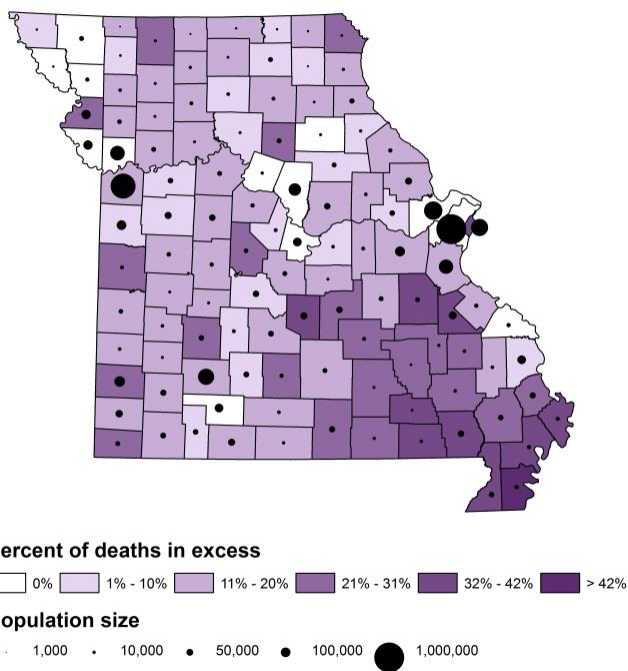 ercent of deaths in excess
0% 1% - 10% 11% - 20% 21% - 31% 32% - 42% > 42%
opulation size
1,000 10,000 50,000 100,000 1,000,000